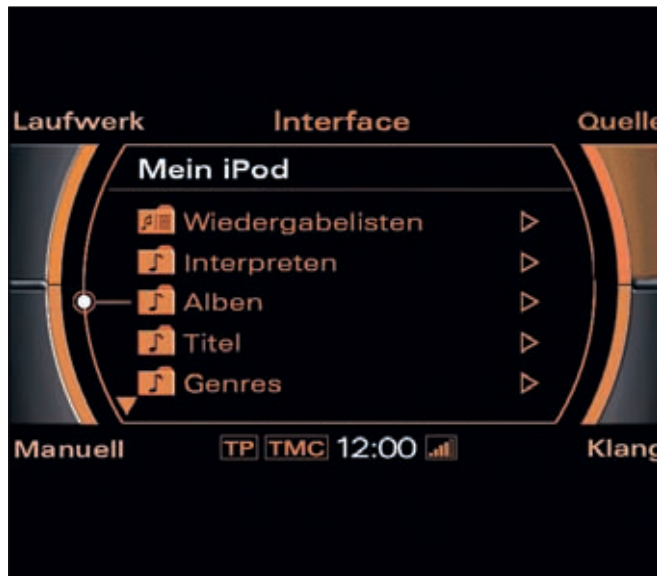 Laufwerk Interface Quelle
Mein iPod
Wiedergabelisten
Interpreten
Alben
Titel
Genres
Manuell TP TMC 12:00 Klang